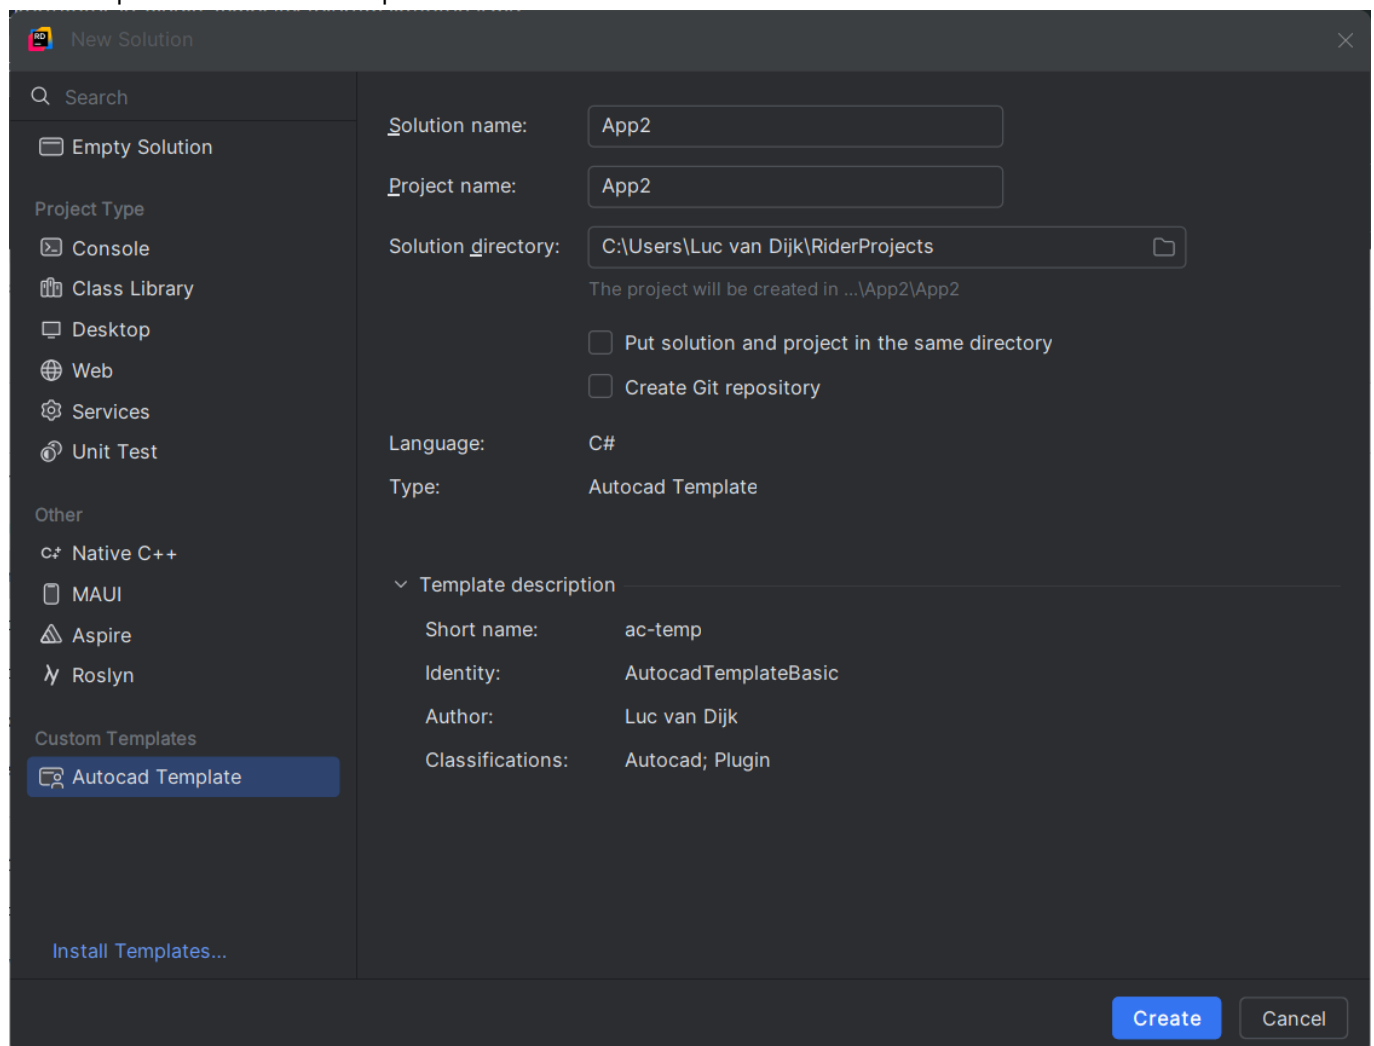 New Solution
Search
Empty Solution
Project Type
Console
Class Library
Desktop
Web
Services
Unit Test
Other
Native C++
MAUI
Aspire
Roslyn
Custom Templates
Autocad Template
Install Templates...
Solution name: App2
Project name: App2
Solution directory: C:\Users\Luc van Dijk\RiderProjects
The project will be created in ...\App2\App2
Put solution and project in the same directory
Create Git repository
Language: C#
Type: Autocad Template
Template description
Short name: ac-temp
Identity: AutocadTemplateBasic
Author: Luc van Dijk
Classifications: Autocad; Plugin
Create Cancel